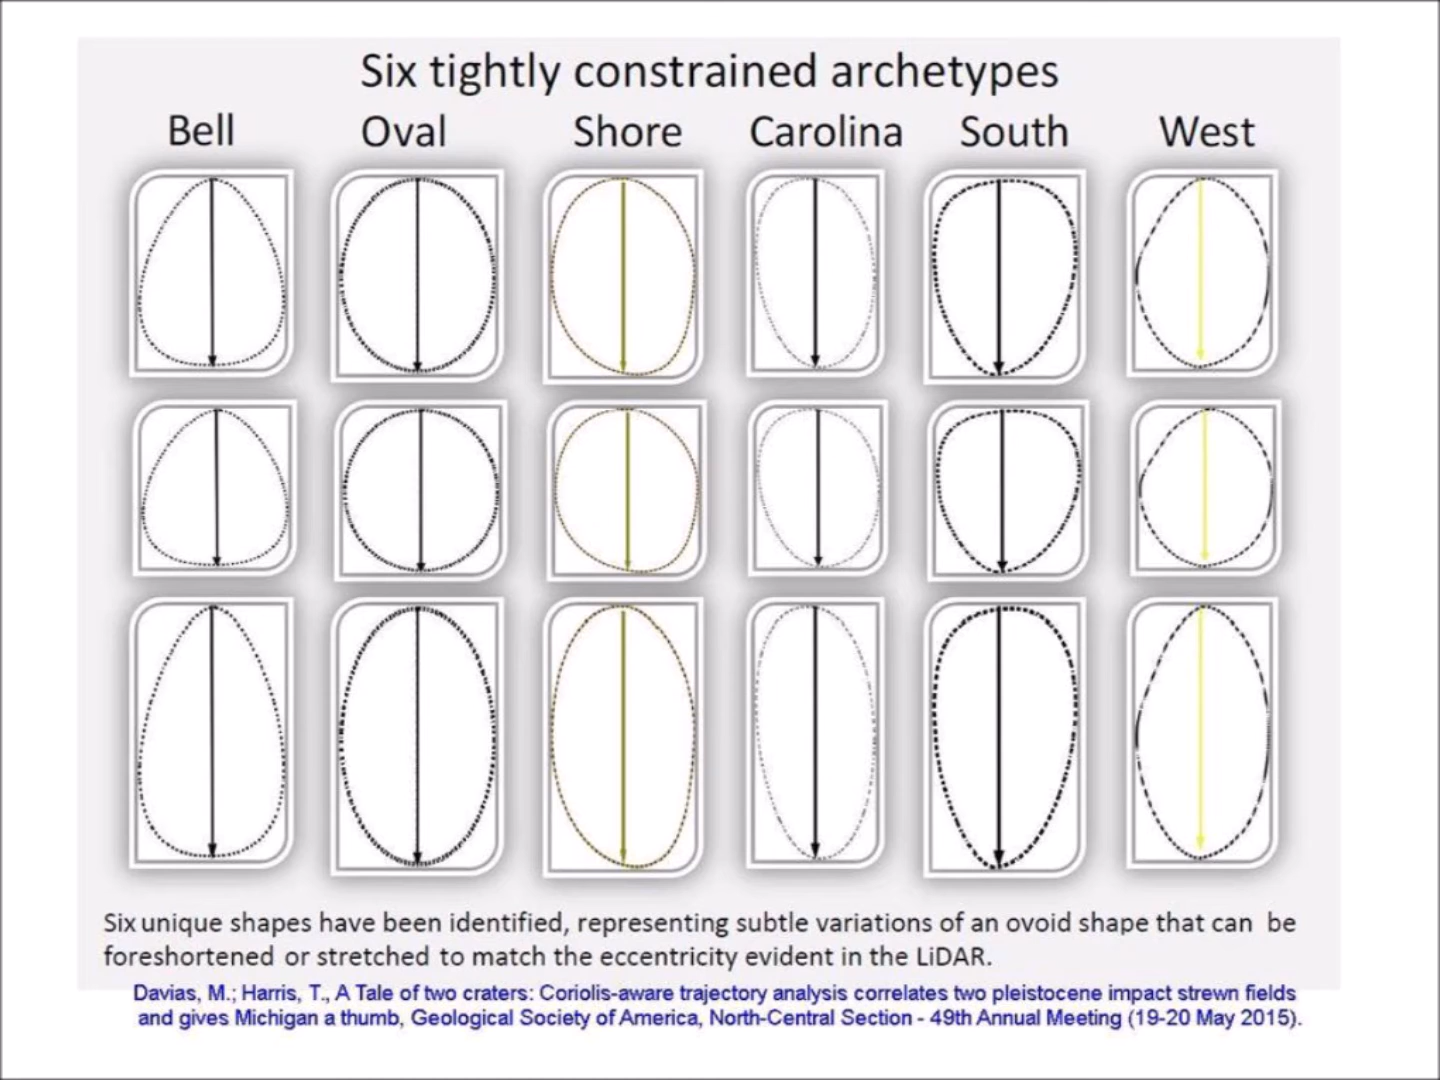 Six tightly constrained archetypes
Bell Oval Shore Carolina South West
Six unique shapes have been identified, representing subtle variations of an ovoid shape that can be
foreshortened or stretched to match the eccentricity evident in the LiDAR.
Davias, M.; Harris, T., A Tale of two craters: Coriolis-aware trajectory analysis correlates two pleistocene impact strewn fields
and gives Michigan a thumb, Geological Society of America, North-Central Section - 49th Annual Meeting (19-20 May 2015).